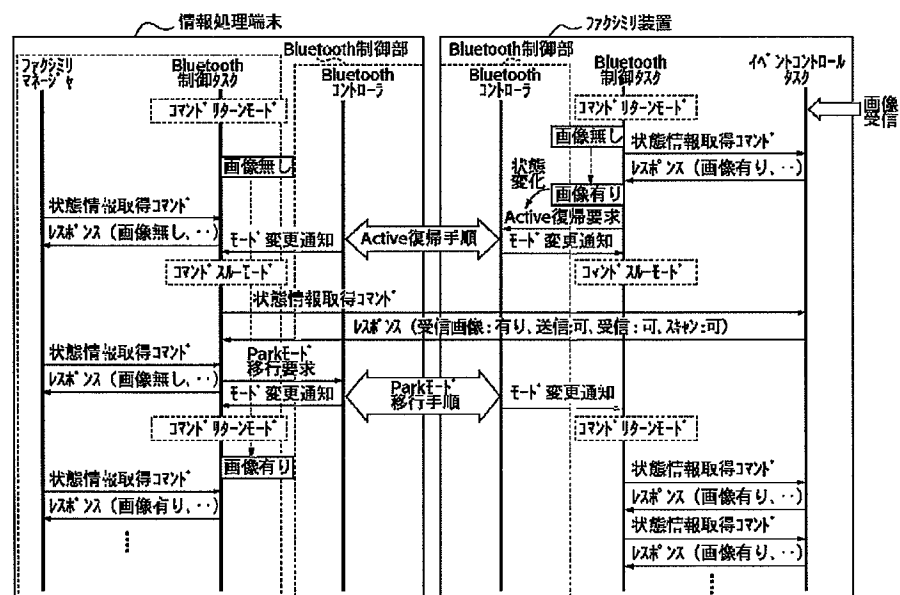 情報処理端末
ファクシミリ装置
Bluetooth制御部
Bluetooth制御部
ファクシミリ
マネージャ
Bluetooth
制御タスク
Bluetooth
コントローラ
Bluetooth
コントローラ
Bluetooth
制御タスク
イベントコントロール
タスク
コマンドリターンモード
コマンドリターンモード
画像
受信
画像無し
状態情報取得コマンド
画像無し
レスポンス（画像有り、‥）
状態
変化
画像有り
状態情報取得コマンド
Active復帰要求
レスポンス（画像無し、‥）
モード変更通知
Active復帰手順
モード変更通知
コマンドスルーモード
コマンドスルーモード
状態情報取得コマンド
レスポンス（受信画像：有り、送信:可、受信：可、スキャン:可）
状態情報取得コマンド
Parkモード
移行要求
レスポンス（画像無し、‥）
モード変更通知
Parkモード
移行手順
モード変更通知
コマンドリターンモード
コマンドリターンモード
画像有り
状態情報取得コマンド
状態情報取得コマンド
レスポンス（画像有り、‥）
レスポンス（画像有り、‥）
状態情報取得コマンド
レスポンス（画像有り、‥）